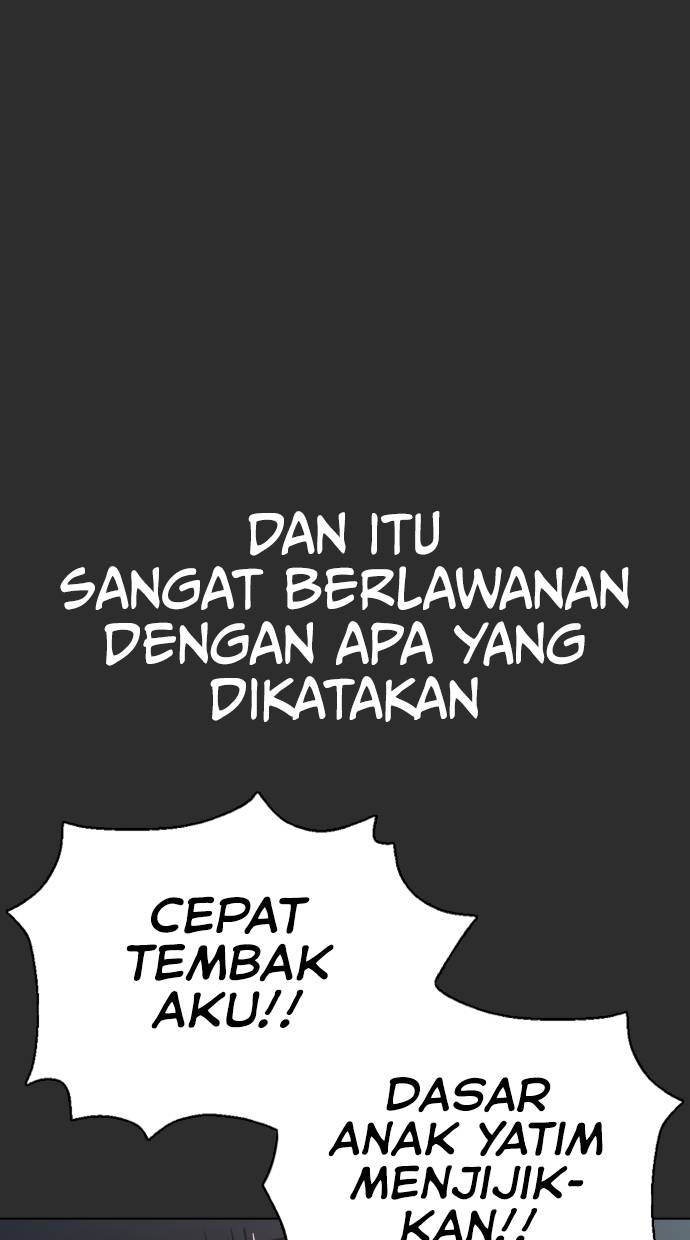 DAN ITU
SANGAT BERLAWANAN
DENGAN APA YANG
DIKATAKAN
CEPAT
TEMBAK
AKU!!
DASAR
ANAK YATIM
MENJIJIK-
KAN!!